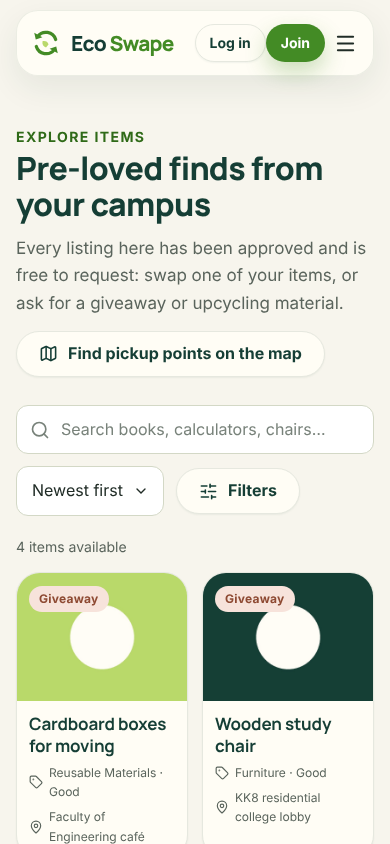 Eco Swape
Log in
Join
EXPLORE ITEMS
Pre-loved finds from
your campus
Every listing here has been approved and is
free to request: swap one of your items, or
ask for a giveaway or upcycling material.
Find pickup points on the map
Search books, calculators, chairs...
Newest first
Filters
4 items available
Giveaway
Cardboard boxes
for moving
Reusable Materials ·
Good
Faculty of
Engineering café
Giveaway
Wooden study
chair
Furniture · Good
KK8 residential
college lobby